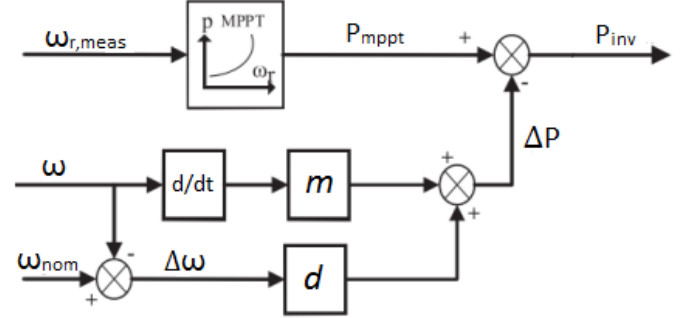 ωr,meas
p MPPT
ωr
Pmppt
+
-
Pinv
ΔP
ω
d/dt
m
+
+
ωnom
-
+
Δω
d